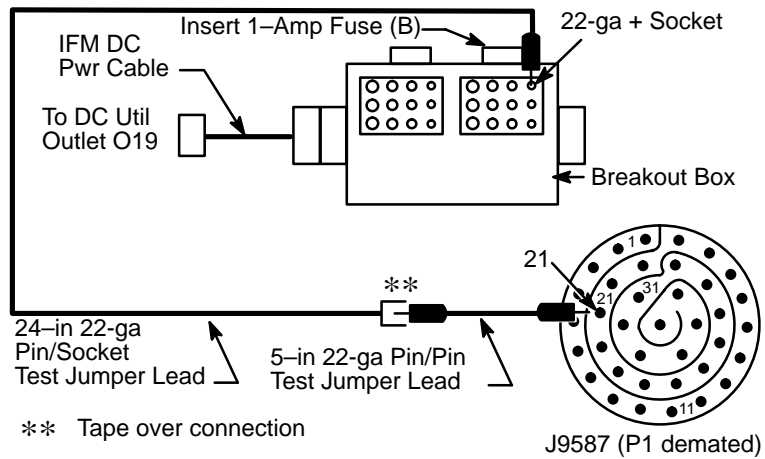 Insert 1–Amp Fuse (B)
22-ga + Socket
IFM DC
Pwr Cable
To DC Util
Outlet O19
Breakout Box
21
1
31
21
11
**
24–in 22-ga
Pin/Socket
Test Jumper Lead
5–in 22-ga Pin/Pin
Test Jumper Lead
** Tape over connection
J9587 (P1 demated)